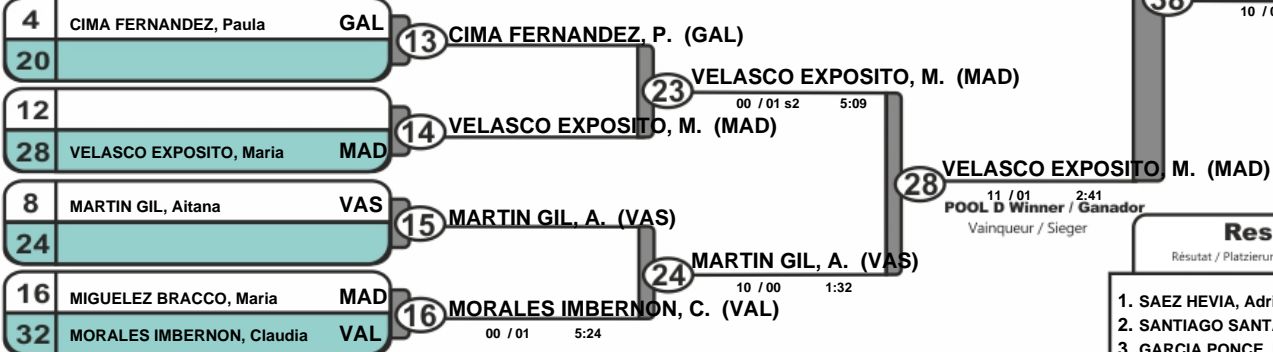 4 CIMA FERNANDEZ, Paula GAL
20
13 CIMA FERNANDEZ, P. (GAL)
12
28 VELASCO EXPOSITO, Maria MAD
14 VELASCO EXPOSITO, M. (MAD)
23 VELASCO EXPOSITO, M. (MAD)
00 / 01 s2 5:09
8 MARTIN GIL, Aitana VAS
24
15 MARTIN GIL, A. (VAS)
16 MIGUELEZ BRACCO, Maria MAD
32 MORALES IMBERNON, Claudia VAL
16 MORALES IMBERNON, C. (VAL)
00 / 01 5:24
24 MARTIN GIL, A. (VAS)
10 / 00 1:32
28 VELASCO EXPOSITO, M. (MAD)
11 / 01 2:41
POOL D Winner / Ganador
Vainqueur / Sieger
38
10 /
Res
Résutat / Platzierun
1. SAEZ HEVIA, Adri
2. SANTIAGO SANT
3. GARCIA PONCE